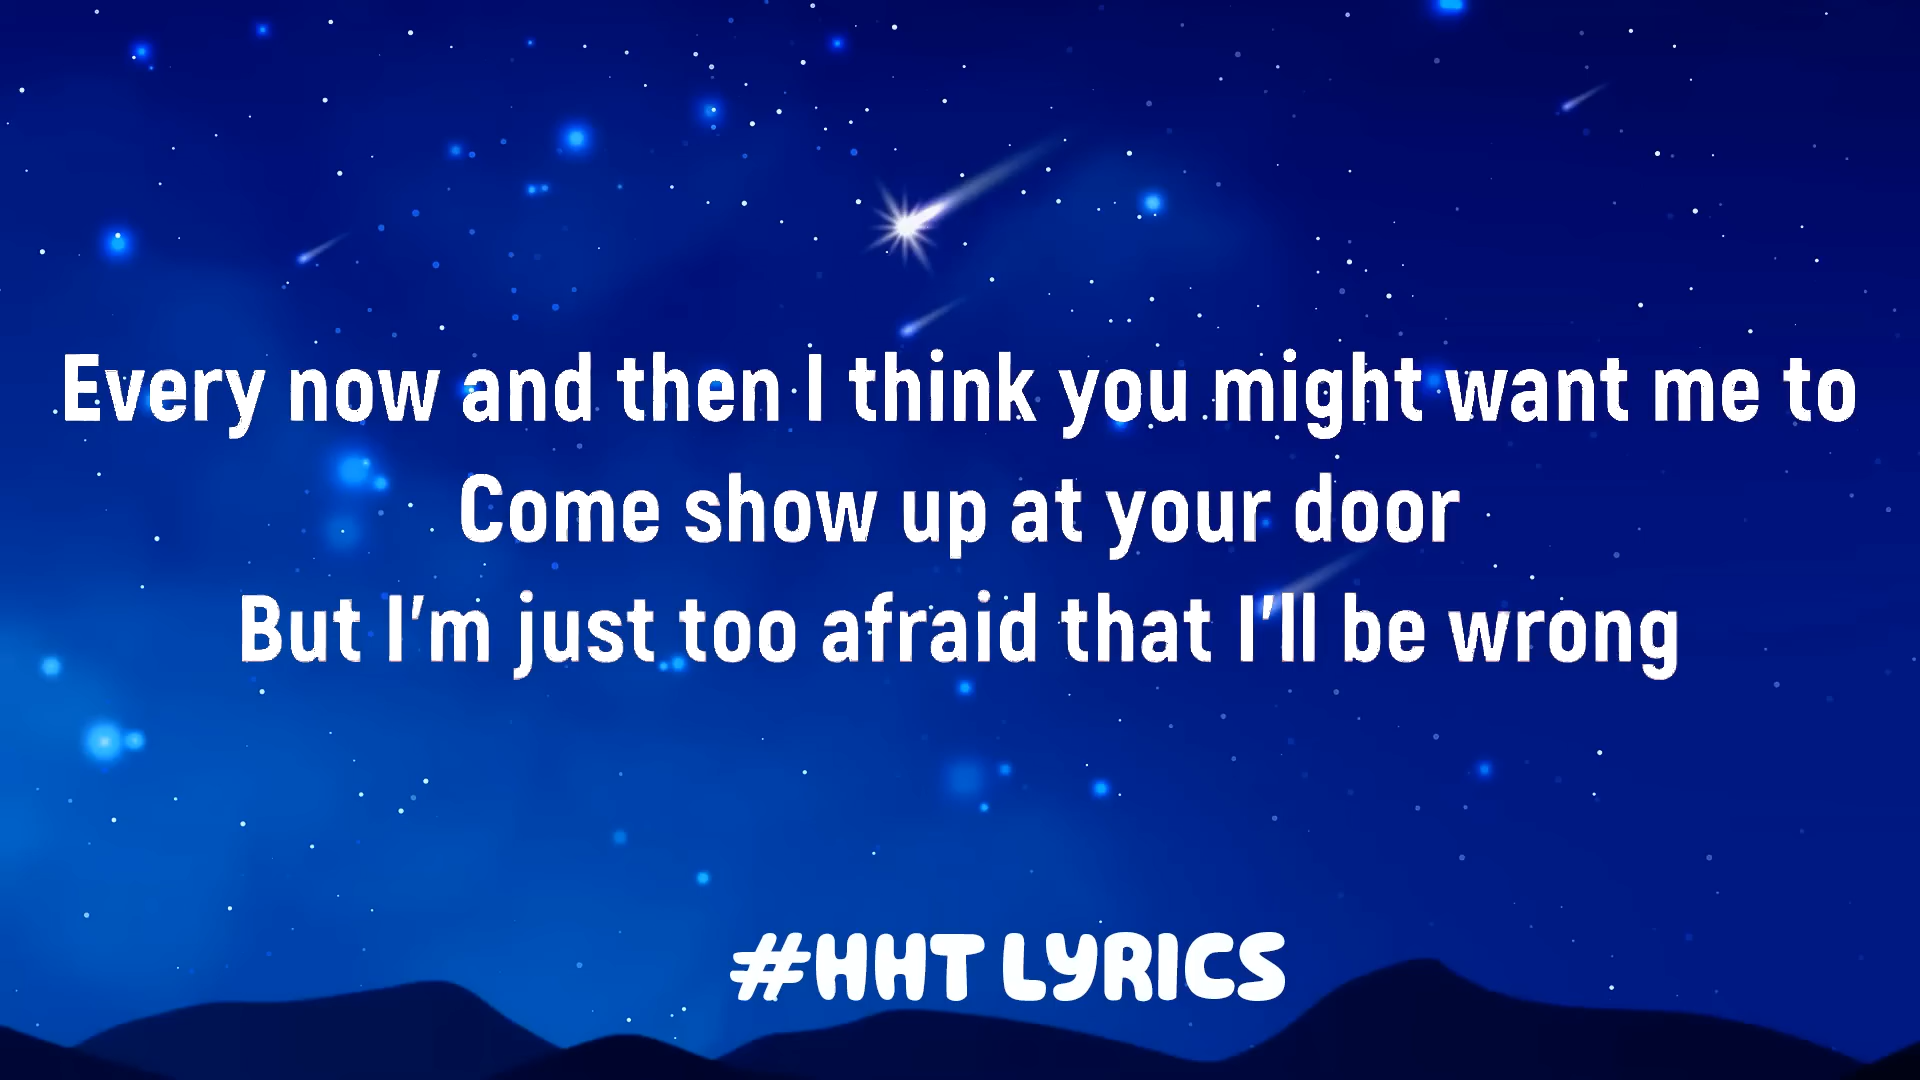 Every now and then I think you might want me to
Come show up at your door
But I'm just too afraid that I'll be wrong
#HHT LYRICS